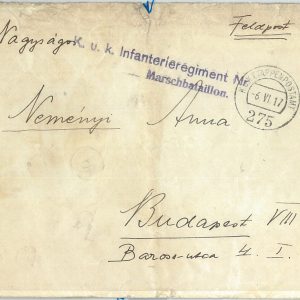 Feldpost
Nagyságos
K. u. k. Infanterieregiment Nr.
Marschbataillon.
-6 VI 17
275
Neményi Anna
Budapest VIII
Baross-utca 4. I.